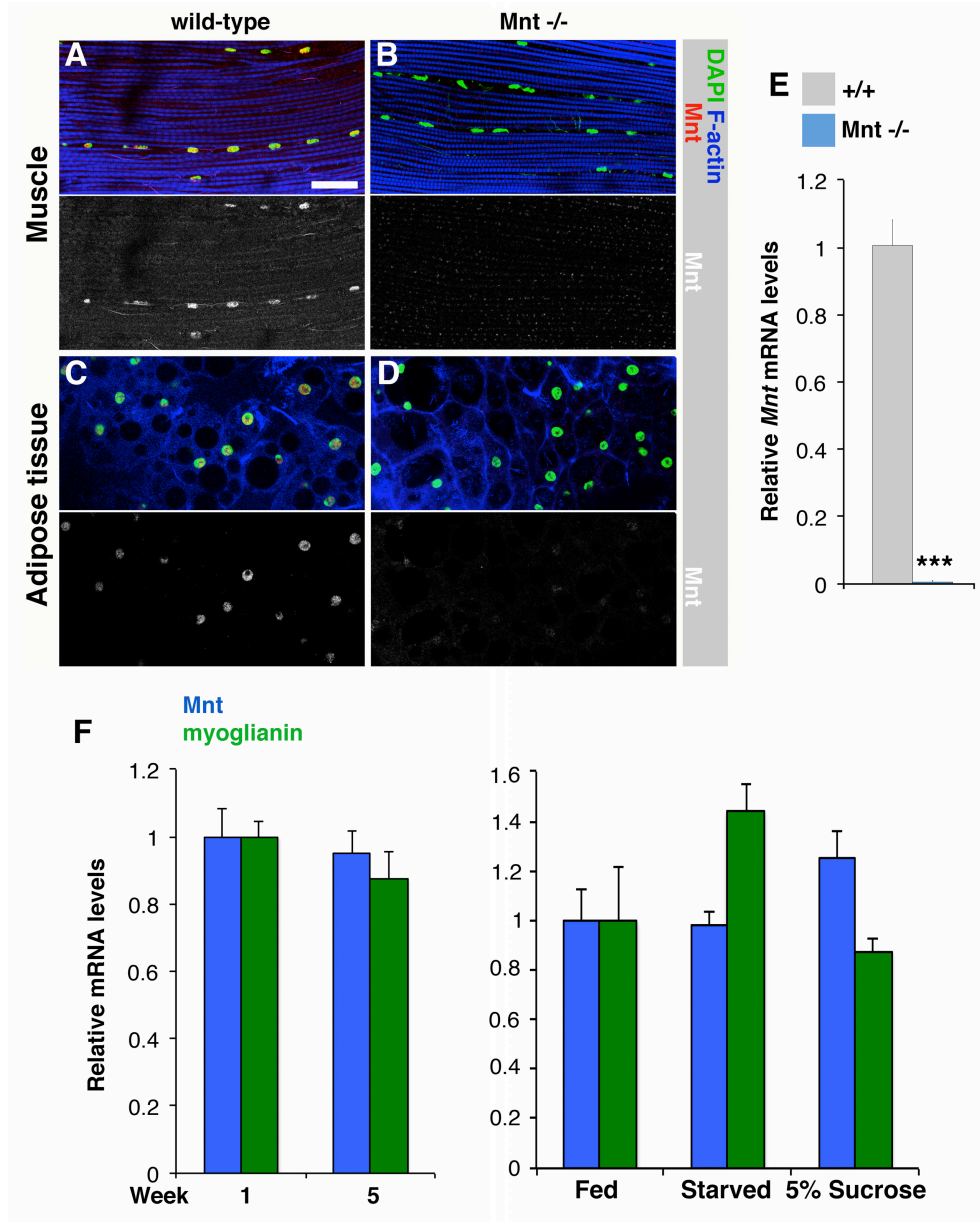 wild-type
Mnt -/-
Muscle
Adipose tissue
A
B
C
D
DAPI F-actin
Mnt
Mnt
Mnt
E
+/+
Mnt -/-
Relative Mnt mRNA levels
1.2
1
0.8
0.6
0.4
0.2
0
***
F
Mnt
myoglianin
Relative mRNA levels
1.2
1
0.8
0.6
0.4
0.2
0
Week 1 5
1.6
1.4
1.2
1
0.8
0.6
0.4
0.2
0
Fed Starved 5% Sucrose